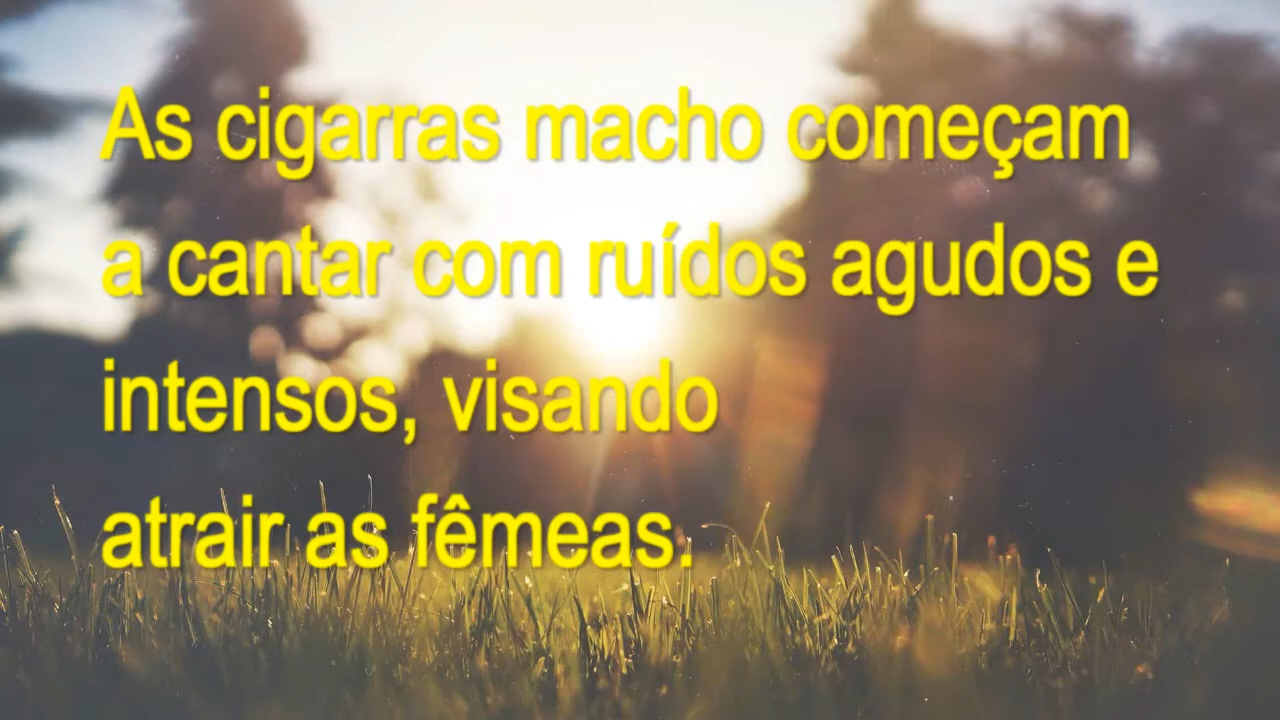 As cigarras macho começam
a cantar com ruídos agudos e
intensos, visando
atrair as fêmeas.